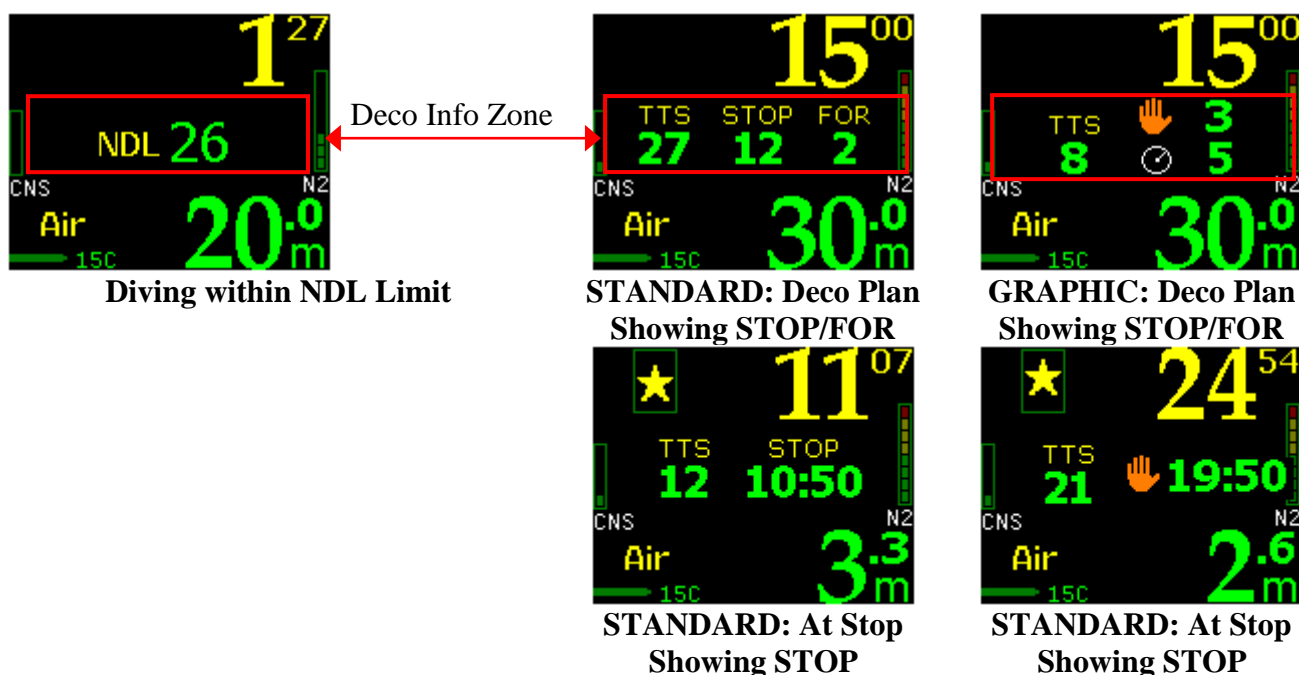 1 27
NDL 26
CNS N2
Air 20.0 m
15C
Diving within NDL Limit
Deco Info Zone
15 00
TTS STOP FOR
27 12 2
CNS N2
Air 30.0 m
15C
STANDARD: Deco Plan
Showing STOP/FOR
15 00
TTS 3
8 5
CNS N2
Air 30.0 m
15C
GRAPHIC: Deco Plan
Showing STOP/FOR
11 07
TTS STOP
12 10:50
CNS N2
Air 3.3 m
15C
STANDARD: At Stop
Showing STOP
24 54
TTS
21 19:50
CNS N2
Air 2.6 m
15C
STANDARD: At Stop
Showing STOP